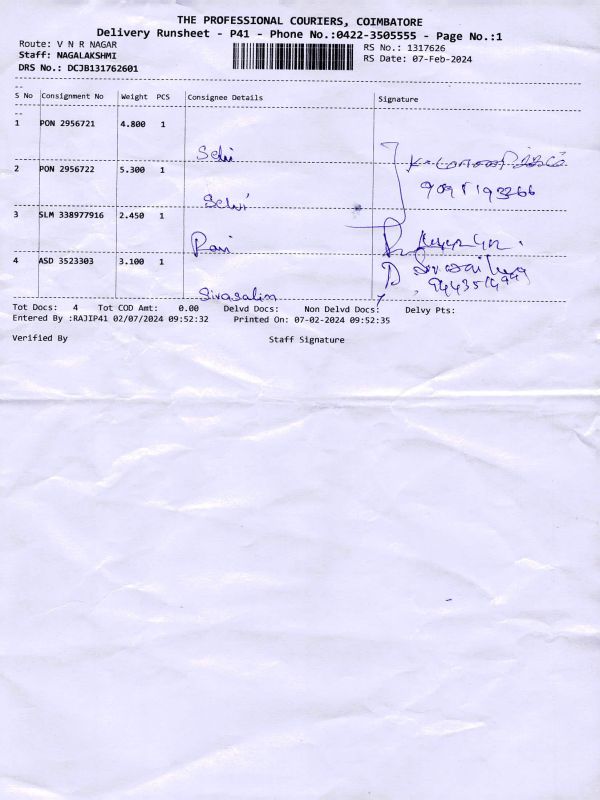 THE PROFESSIONAL COURIERS, COIMBATORE
Delivery Runsheet - P41 - Phone No.:0422-3505555 - Page No.:1
Route: V N R NAGAR
RS No.: 1317626
Staff: NAGALAKSHMI
RS Date: 07-Feb-2024
DRS No.: DCJB131762601
S No Consignment No Weight PCS Consignee Details Signature
1 PON 2956721 4.800 1
Selvi
2 PON 2956722 5.300 1
Selvi
3 SLM 338977916 2.450 1
Ravi
4 ASD 3523303 3.100 1
Sivasalin
Tot Docs: 4 Tot COD Amt: 0.00 Delvd Docs: Non Delvd Docs: Delvy Pts:
Entered By :RAJIP41 02/07/2024 09:52:32 Printed On: 07-02-2024 09:52:35
Verified By Staff Signature